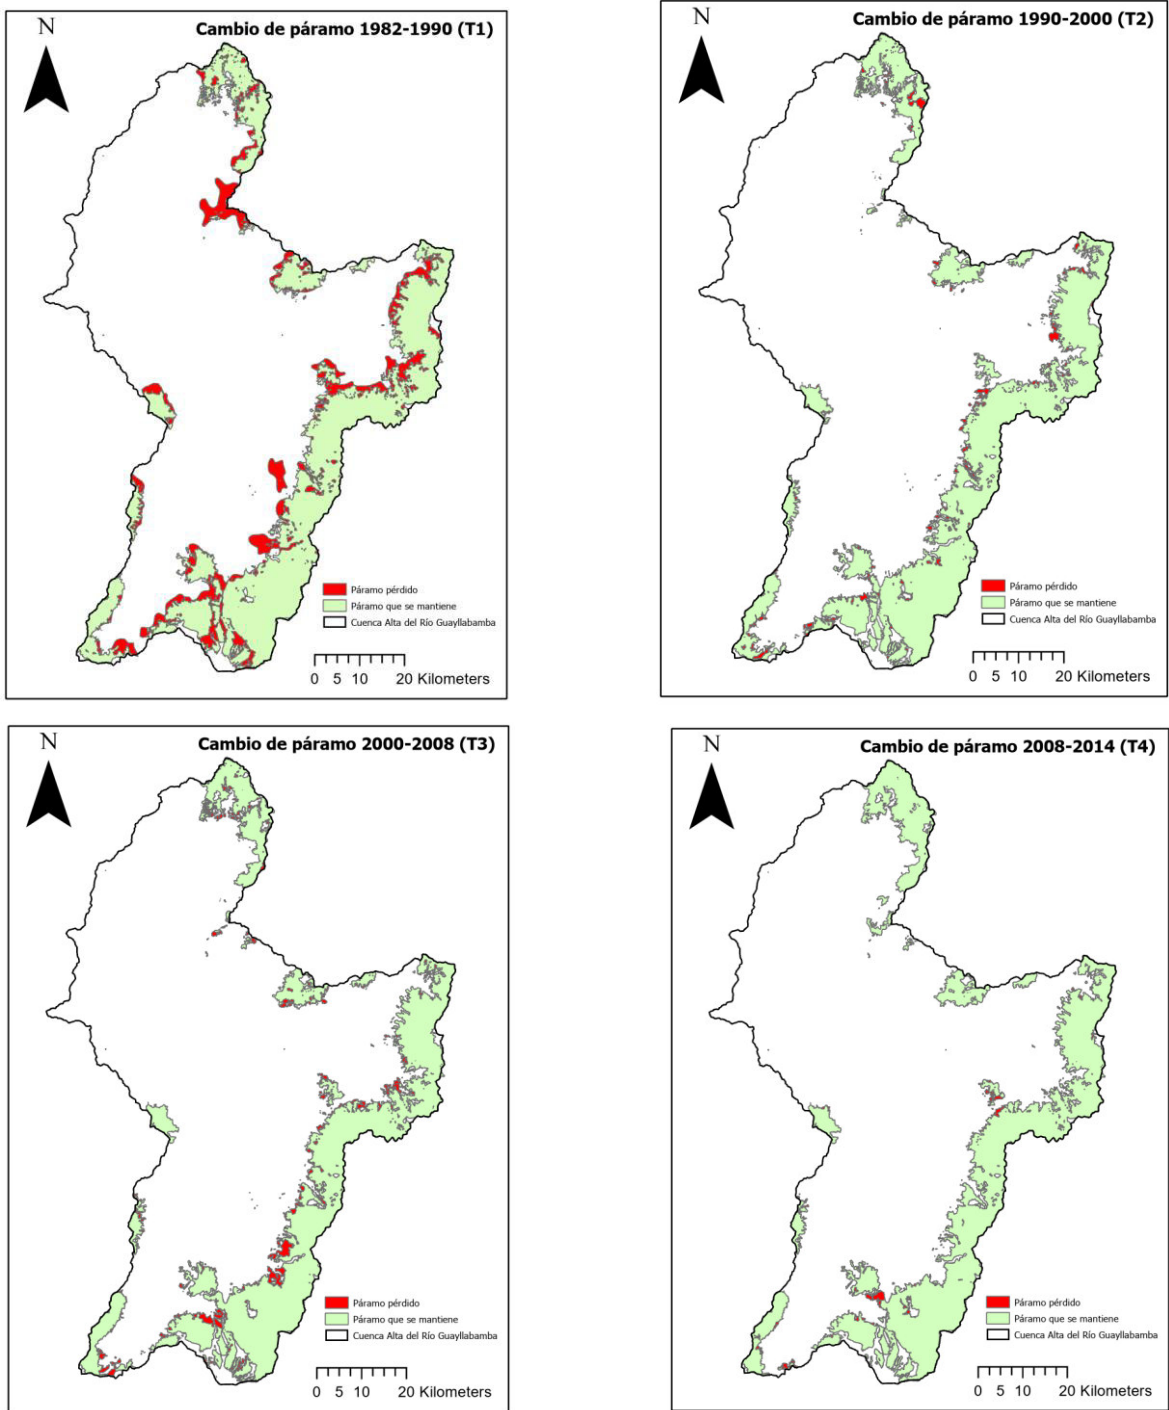 N
Cambio de páramo 1982-1990 (T1)
Páramo pérdido
Páramo que se mantiene
Cuenca Alta del Río Guayllabamba
0 5 10 20 Kilometers
N
Cambio de páramo 1990-2000 (T2)
Páramo pérdido
Páramo que se mantiene
Cuenca Alta del Río Guayllabamba
0 5 10 20 Kilometers
N
Cambio de páramo 2000-2008 (T3)
Páramo pérdido
Páramo que se mantiene
Cuenca Alta del Río Guayllabamba
0 5 10 20 Kilometers
N
Cambio de páramo 2008-2014 (T4)
Páramo pérdido
Páramo que se mantiene
Cuenca Alta del Río Guayllabamba
0 5 10 20 Kilometers